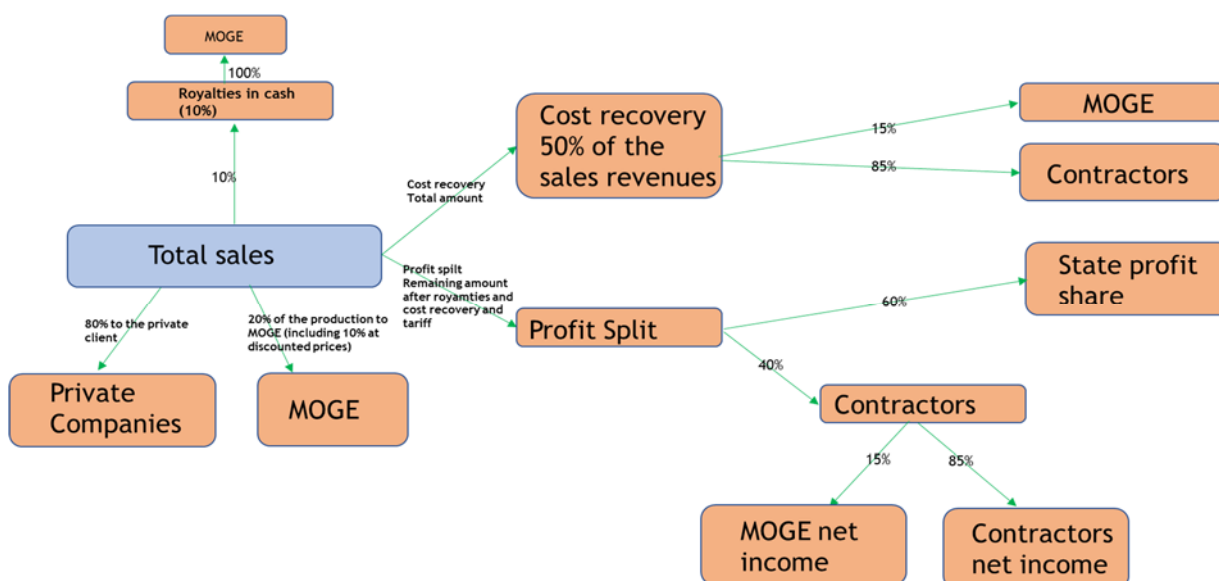 MOGE
100%
Royalties in cash
(10%)
10%
Total sales
80% to the private
client
20% of the production to
MOGE (including 10% at
discounted prices)
Private
Companies
MOGE
Cost recovery
Total amount
Cost recovery
50% of the
sales revenues
15%
85%
MOGE
Contractors
Profit spilt
Remaining amount
after royamties and
cost recovery and
tariff
Profit Split
60%
State profit
share
40%
Contractors
15%
85%
MOGE net
income
Contractors
net income